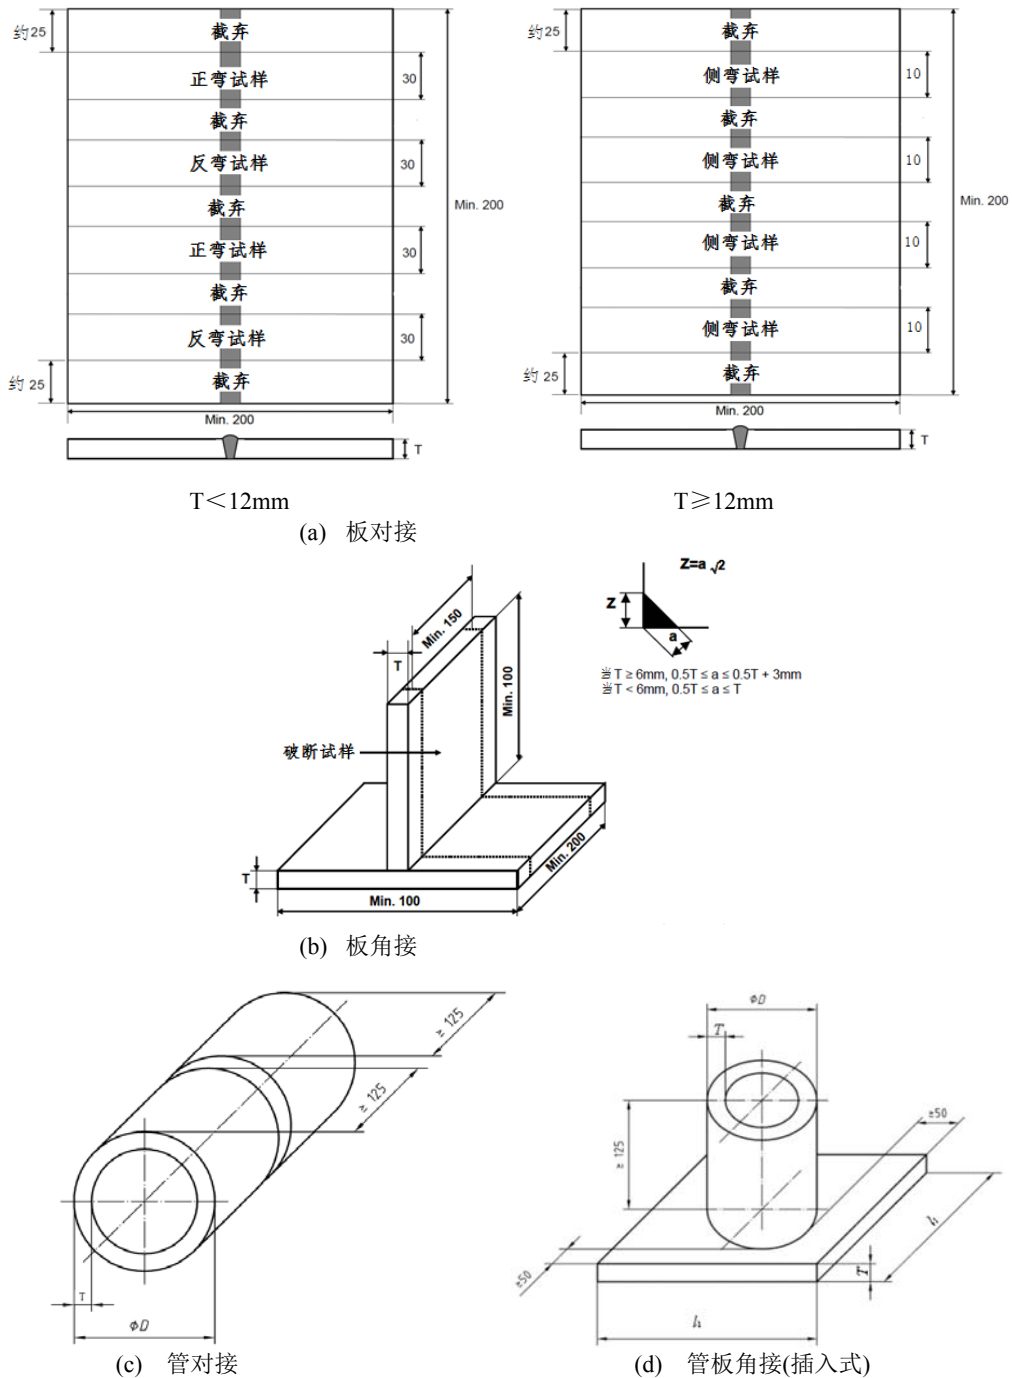 约25
截弃
正弯试样
30
截弃
反弯试样
30
截弃
Min. 200
正弯试样
30
截弃
反弯试样
30
约 25
截弃
Min. 200
T
T＜12mm
约25
截弃
侧弯试样
10
截弃
侧弯试样
10
截弃
Min. 200
侧弯试样
10
截弃
侧弯试样
10
约 25
截弃
Min. 200
T
T≥12mm
(a) 板对接
Min. 150
T
Min. 100
破断试样
T
Min. 200
Min. 100
Z=a √2
Z
a
当T ≥ 6mm, 0.5T ≤ a ≤ 0.5T + 3mm
当T < 6mm, 0.5T ≤ a ≤ T
(b) 板角接
≥ 125
≥ 125
T
ΦD
(c) 管对接
ΦD
T
≥ 125
≥50
l₁
≥50
T
l₁
(d) 管板角接(插入式)